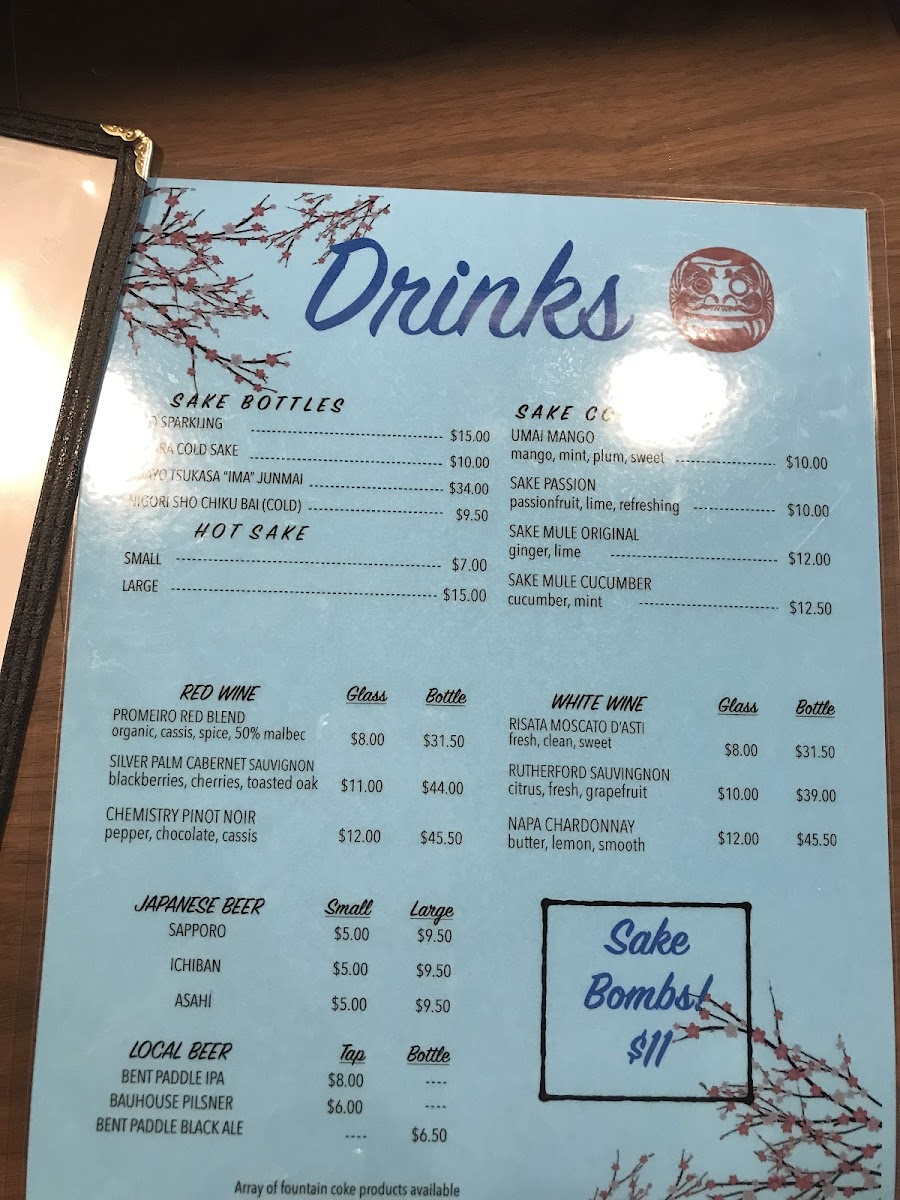 Drinks
SAKE BOTTLES
SPARKLING $15.00
COLD SAKE $10.00
TSUKASA "IMA" JUNMAI $34.00
NIGORI SHO CHIKU BAI (COLD) $9.50
HOT SAKE
SMALL $7.00
LARGE $15.00
SAKE
UMAI MANGO
mango, mint, plum, sweet $10.00
SAKE PASSION
passionfruit, lime, refreshing $10.00
SAKE MULE ORIGINAL
ginger, lime $12.00
SAKE MULE CUCUMBER
cucumber, mint $12.50
RED WINE Glass Bottle
PROMEIRO RED BLEND
organic, cassis, spice, 50% malbec $8.00 $31.50
SILVER PALM CABERNET SAUVIGNON
blackberries, cherries, toasted oak $11.00 $44.00
CHEMISTRY PINOT NOIR
pepper, chocolate, cassis $12.00 $45.50
WHITE WINE Glass Bottle
RISATA MOSCATO D'ASTI
fresh, clean, sweet $8.00 $31.50
RUTHERFORD SAUVINGNON
citrus, fresh, grapefruit $10.00 $39.00
NAPA CHARDONNAY
butter, lemon, smooth $12.00 $45.50
JAPANESE BEER Small Large
SAPPORO $5.00 $9.50
ICHIBAN $5.00 $9.50
ASAHI $5.00 $9.50
LOCAL BEER Tap Bottle
BENT PADDLE IPA $8.00 ----
BAUHOUSE PILSNER $6.00 ----
BENT PADDLE BLACK ALE ---- $6.50
Sake
Bombs!
$11
Array of fountain coke products available